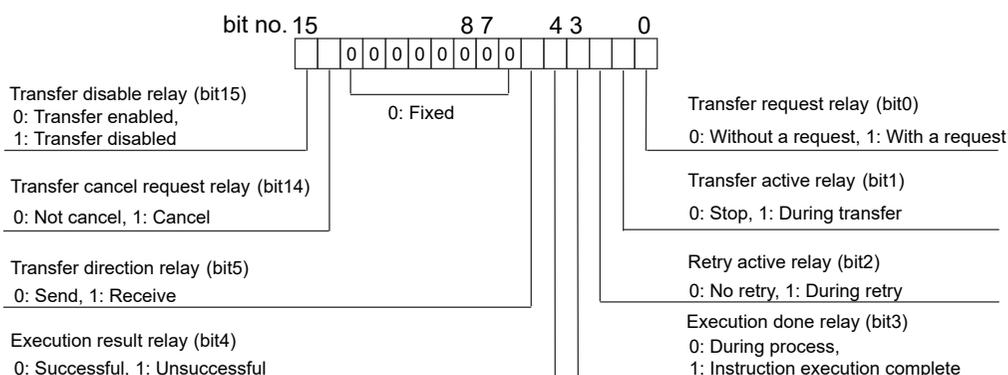 bit no. 15 8 7 4 3 0
0 0 0 0 0 0 0 0
0: Fixed
Transfer disable relay (bit15)
0: Transfer enabled,
1: Transfer disabled
Transfer cancel request relay (bit14)
0: Not cancel, 1: Cancel
Transfer direction relay (bit5)
0: Send, 1: Receive
Execution result relay (bit4)
0: Successful, 1: Unsuccessful
Transfer request relay (bit0)
0: Without a request, 1: With a request
Transfer active relay (bit1)
0: Stop, 1: During transfer
Retry active relay (bit2)
0: No retry, 1: During retry
Execution done relay (bit3)
0: During process,
1: Instruction execution complete